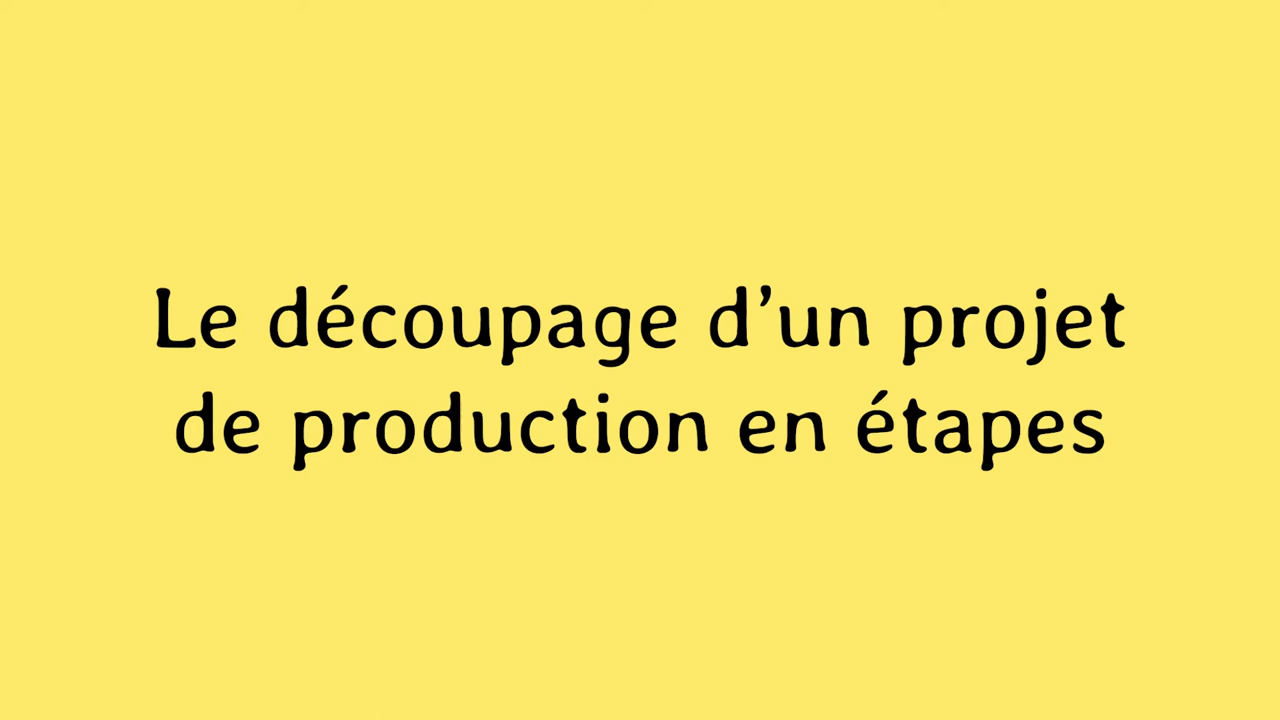 Le découpage d’un projet
de production en étapes